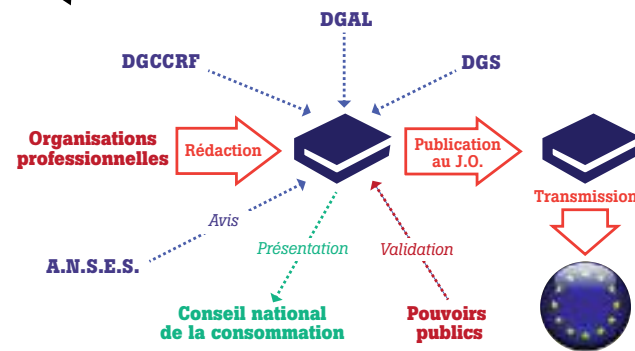 DGAL
DGCCRF
DGS
Organisations
professionnelles
Rédaction
Publication
au J.O.
Transmission
Avis
Présentation
Validation
A.N.S.E.S.
Conseil national
de la consommation
Pouvoirs
publics